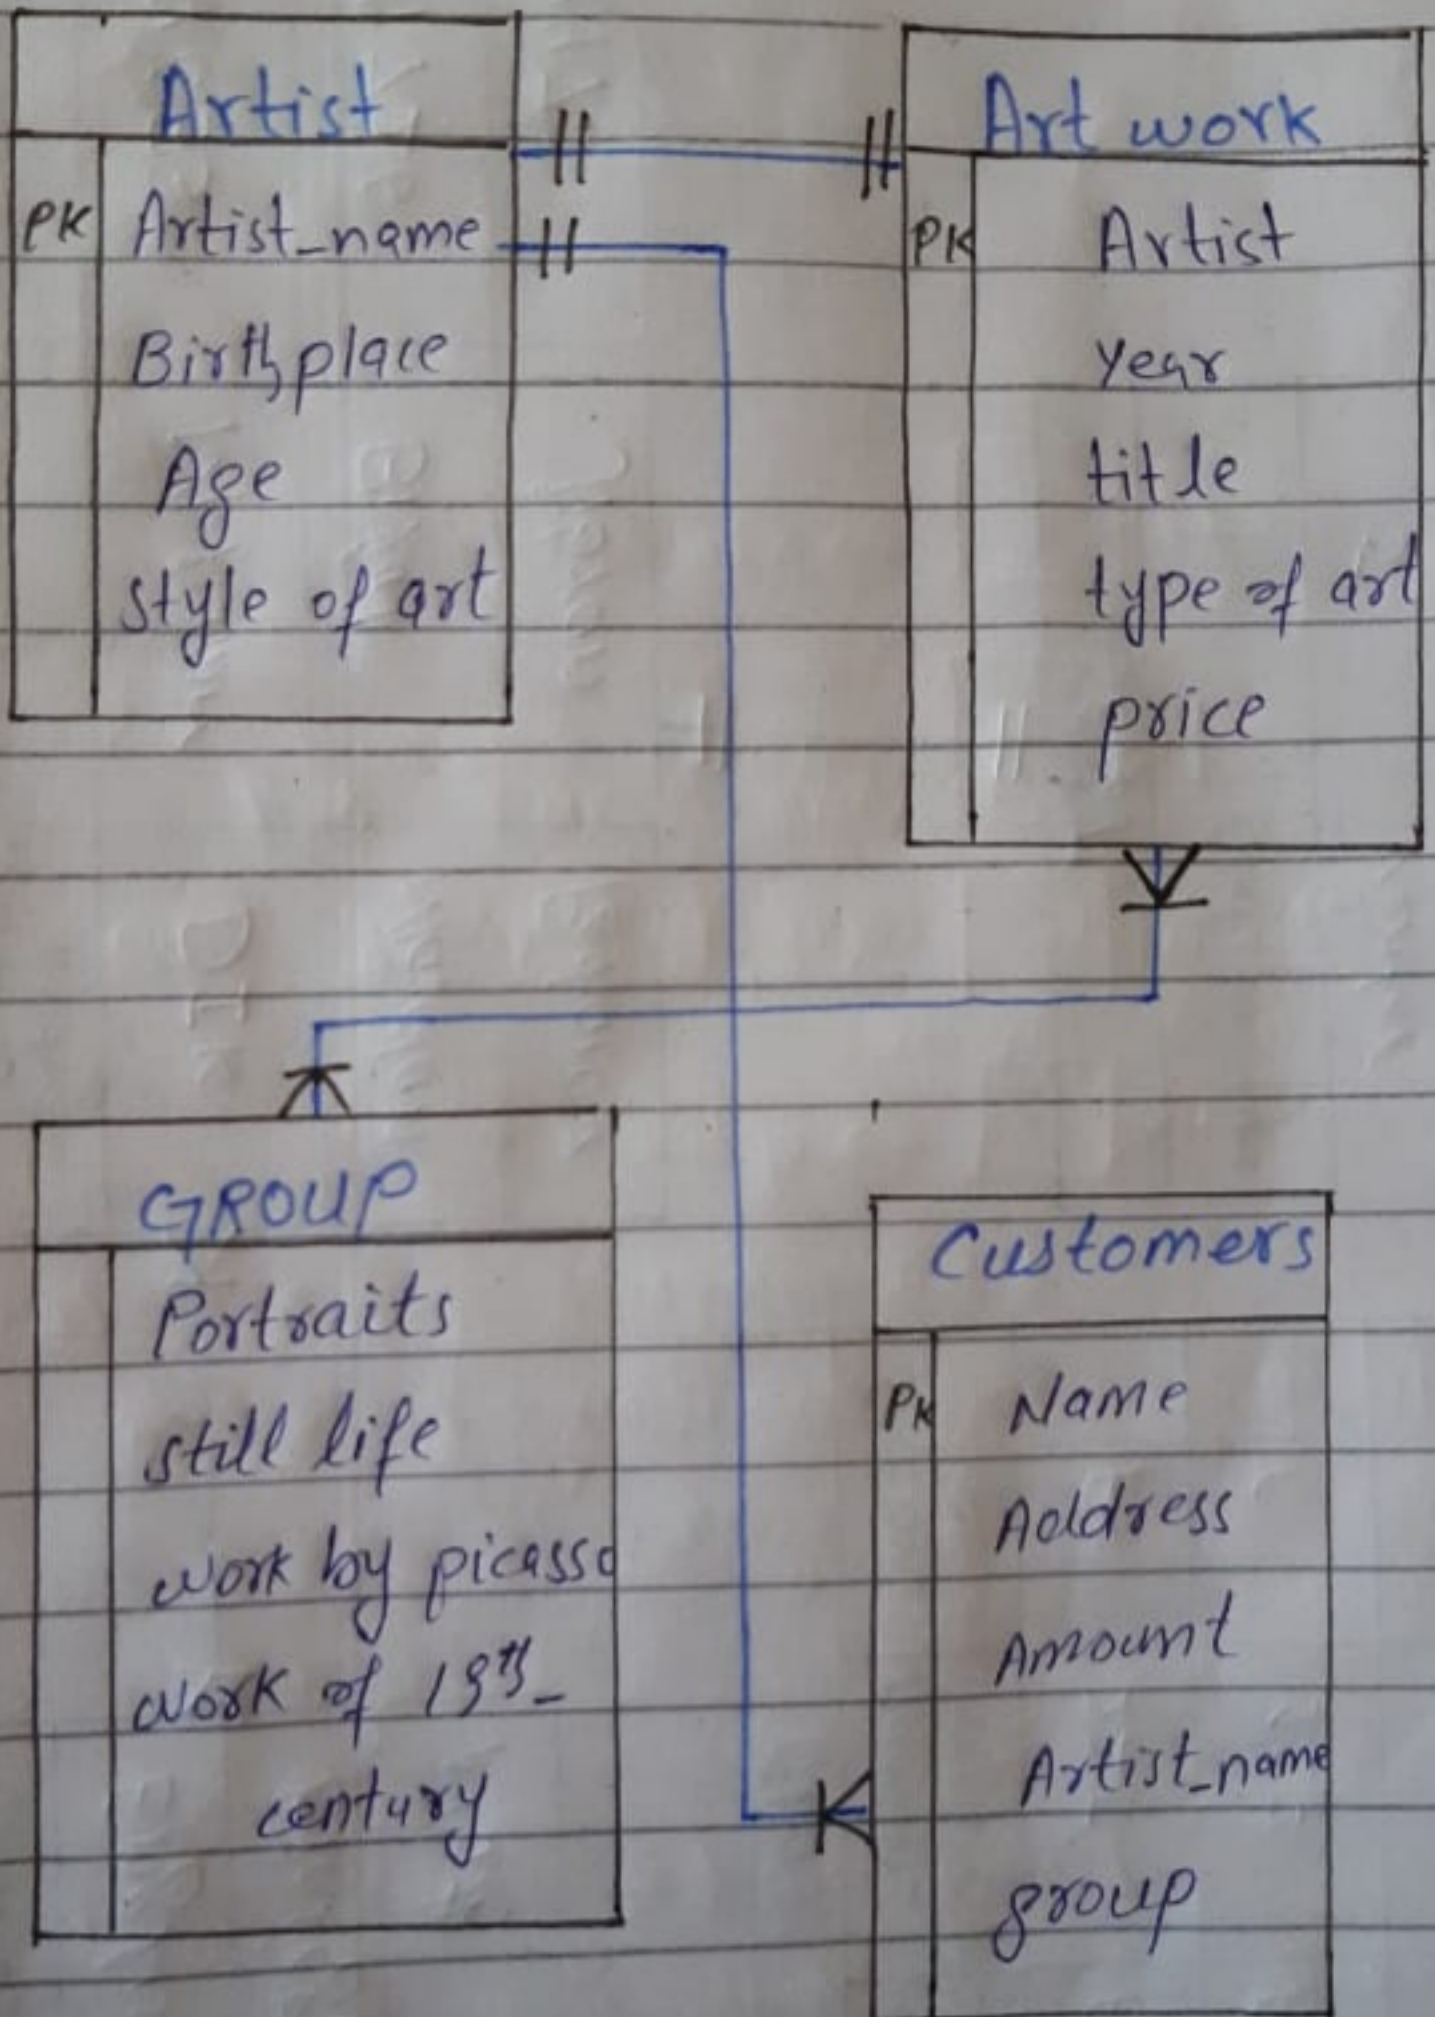 Artist
PK Artist_name
Birthplace
Age
style of art
Art work
PK Artist
year
title
type of art
price
GROUP
Portraits
still life
work by picasso
work of 19th_
century
Customers
PK Name
Address
Amount
Artist_name
group